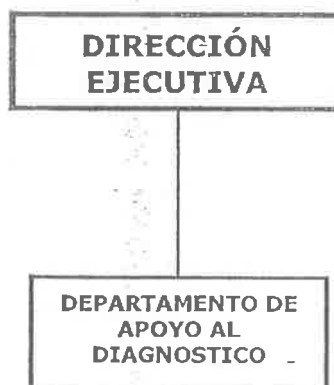 DIRECCIÓN
EJECUTIVA
DEPARTAMENTO DE
APOYO AL
DIAGNOSTICO